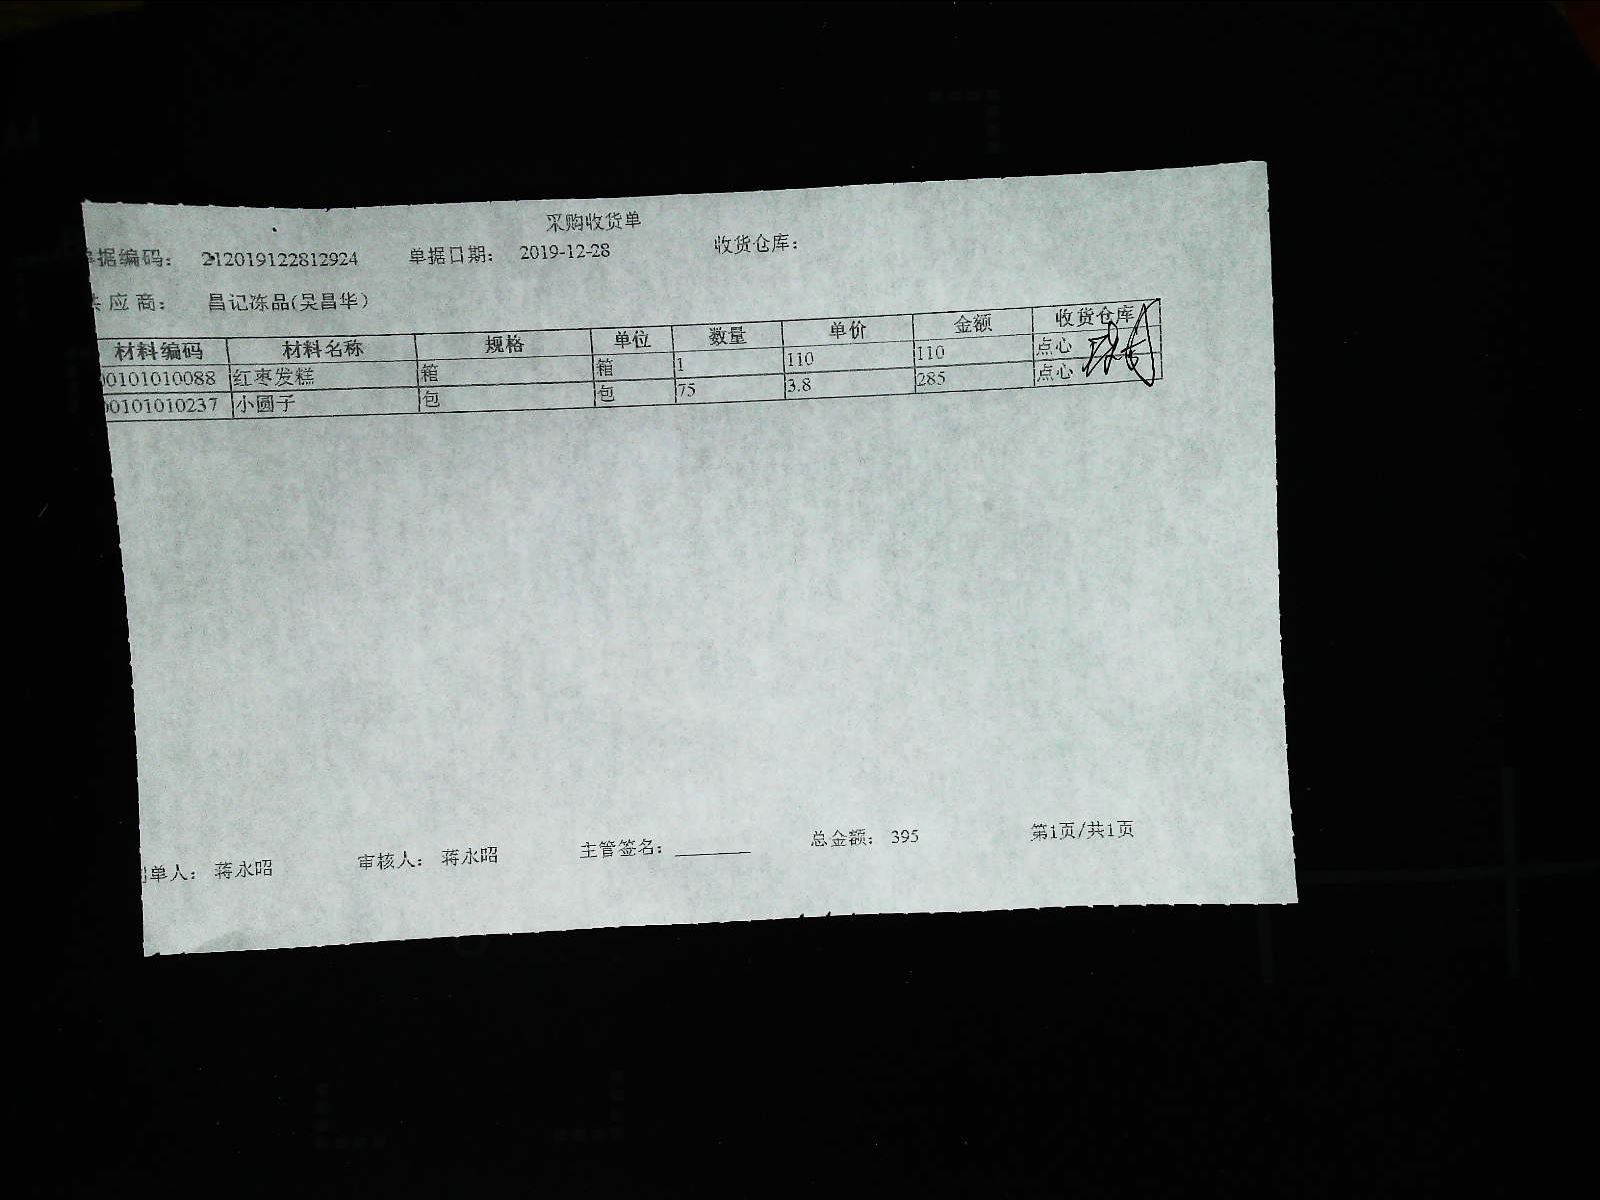 采购收货单
单据编码： 212019122812924 单据日期： 2019-12-28 收货仓库：
供应商： 昌记冻品(吴昌华)
材料编码 材料名称 规格 单位 数量 单价 金额 收货仓库
00101010088 红枣发糕 箱 箱 1 110 110 点心
00101010237 小圆子 包 包 75 3.8 285 点心
单人： 蒋永昭 审核人： 蒋永昭 主管签名：________ 总金额： 395 第1页/共1页